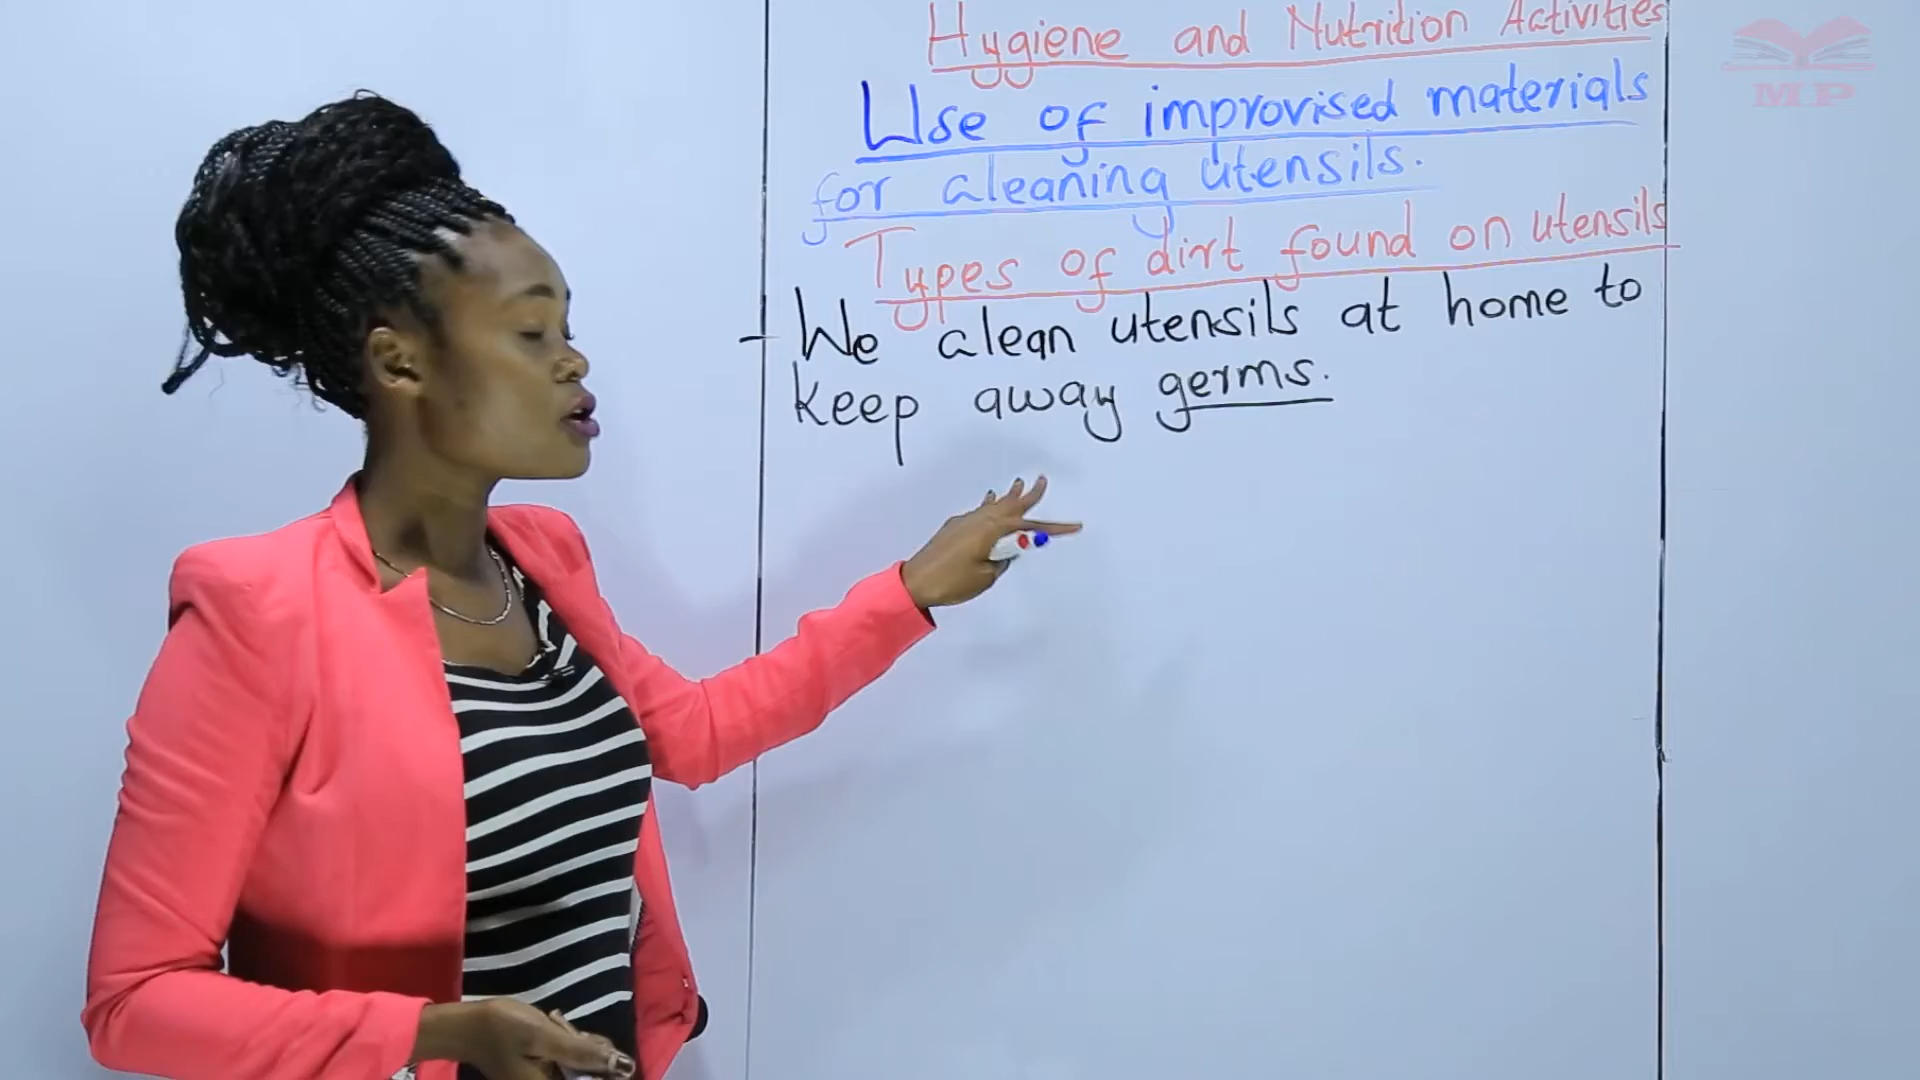 Hygiene and Nutrition Activities
Use of improvised materials
for cleaning utensils.
Types of dirt found on utensils
- We clean utensils at home to
keep away germs.
MP